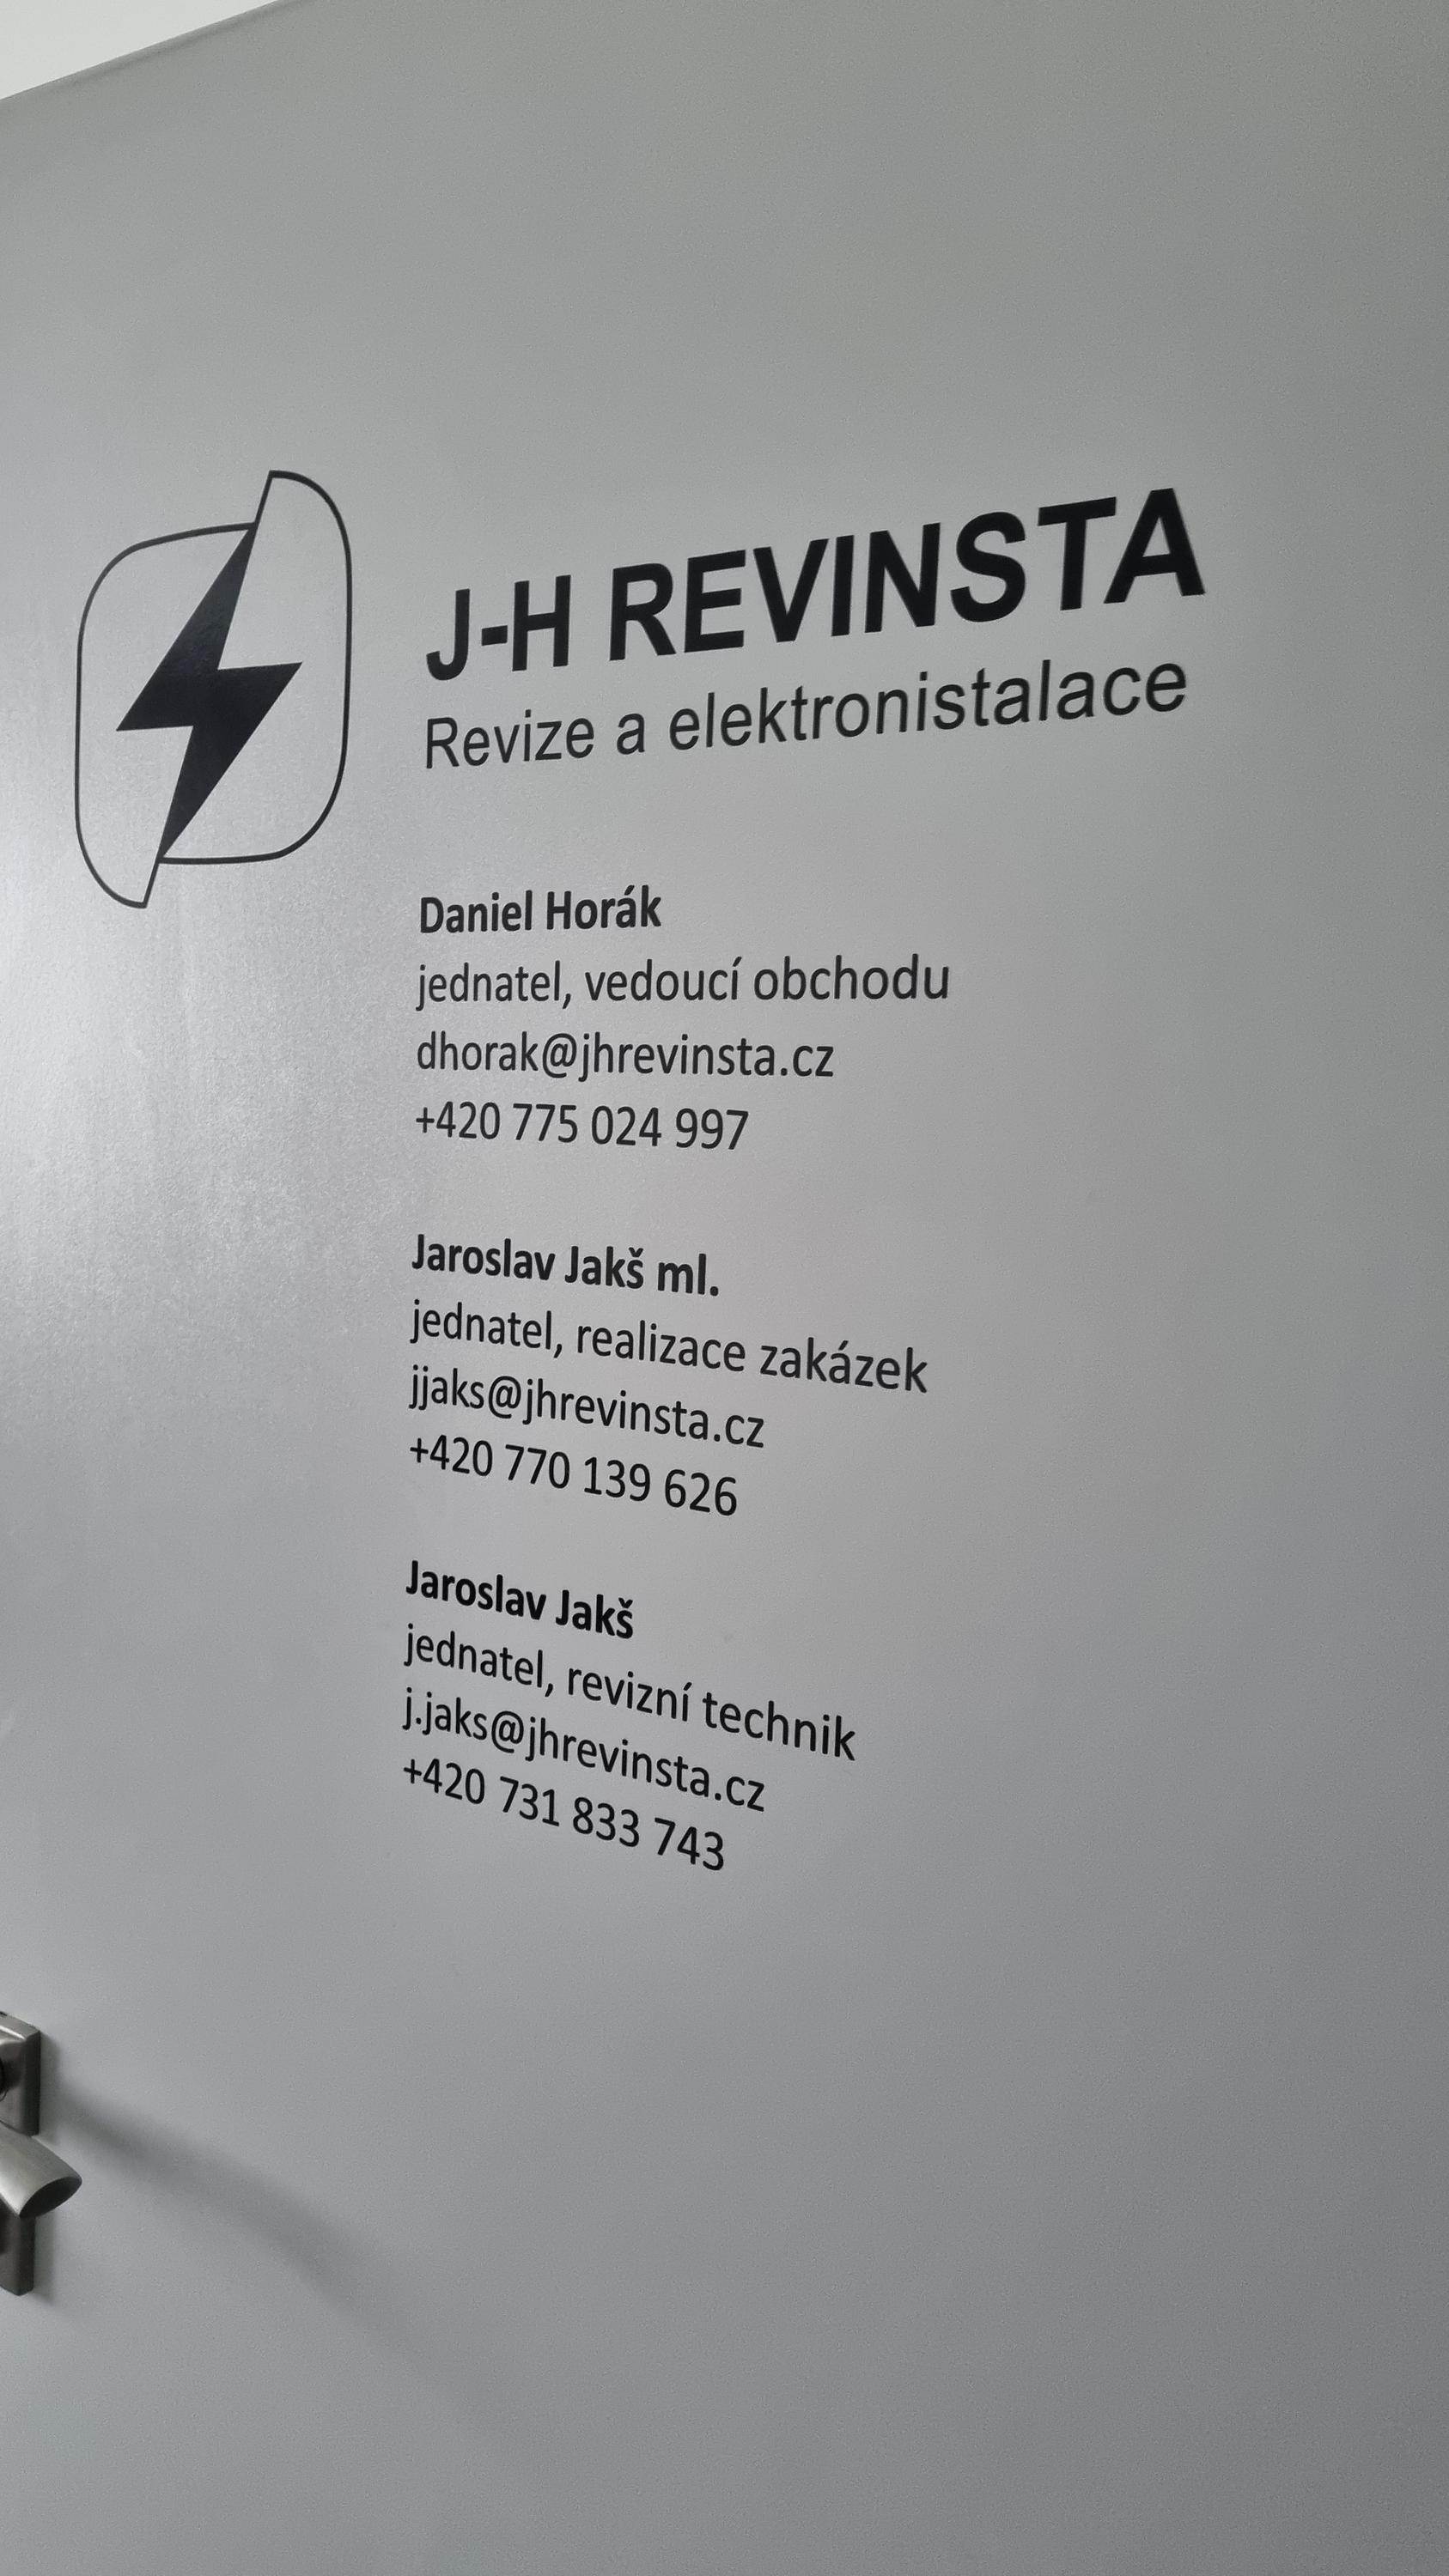 J-H REVINSTA
Revize a elektronistalace
Daniel Horák
jednatel, vedoucí obchodu
dhorak@jhrevinsta.cz
+420 775 024 997
Jaroslav Jakš ml.
jednatel, realizace zakázek
jjaks@jhrevinsta.cz
+420 770 139 626
Jaroslav Jakš
jednatel, revizní technik
j.jaks@jhrevinsta.cz
+420 731 833 743